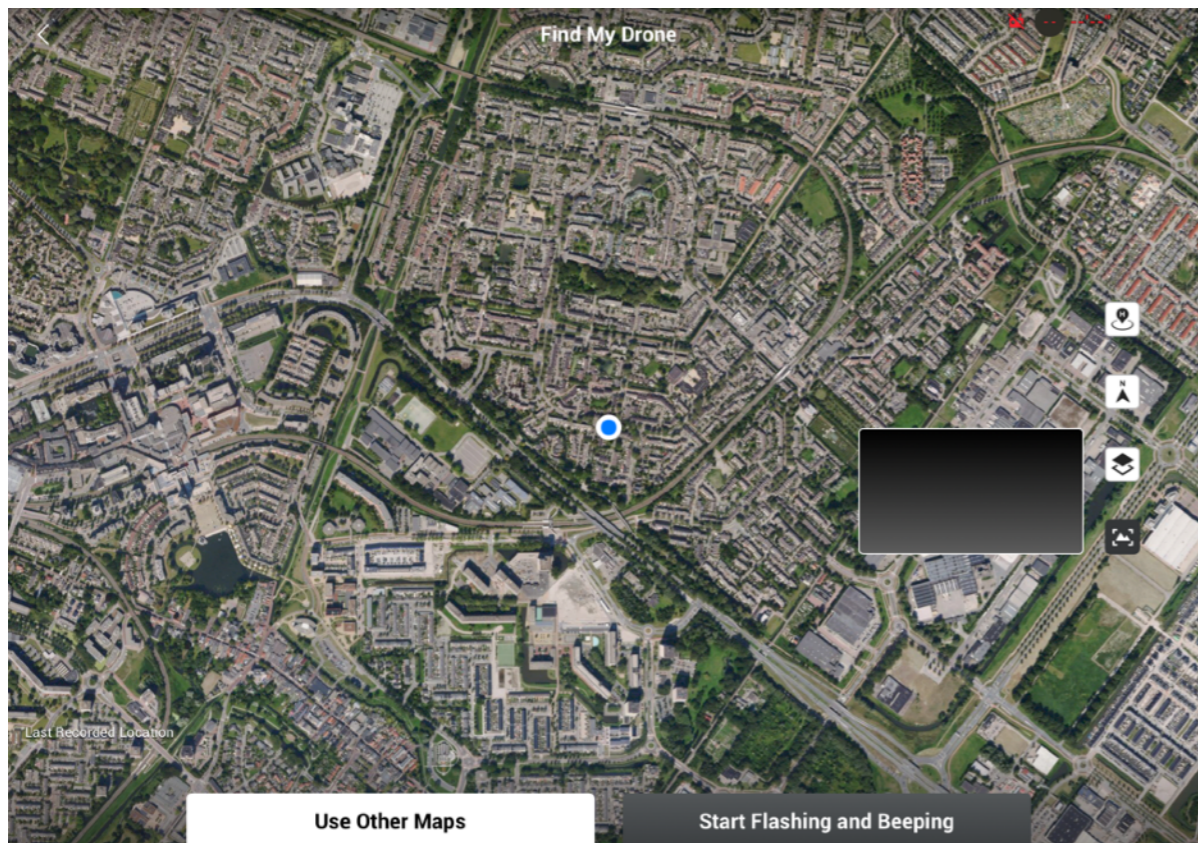 Find My Drone
H
N
Last Recorded Location
Use Other Maps
Start Flashing and Beeping